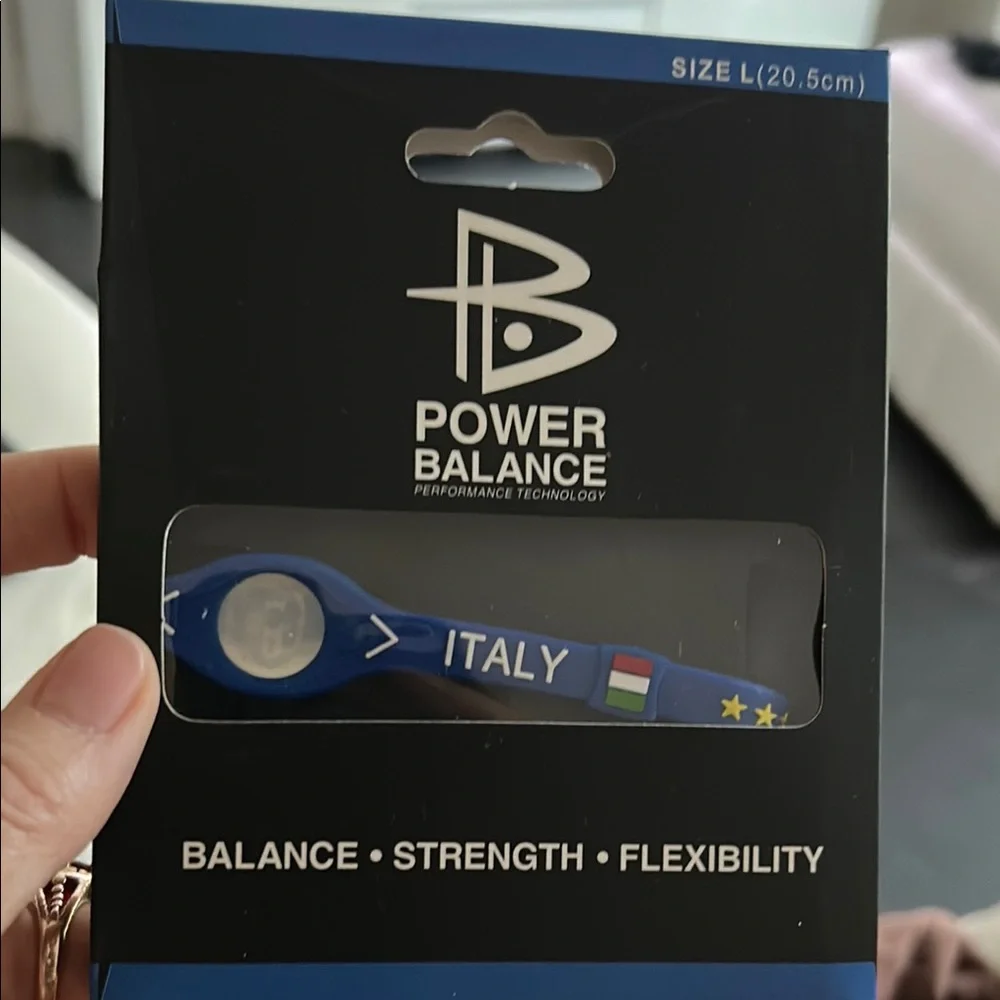 SIZE L(20.5cm)
POWER
BALANCE
PERFORMANCE TECHNOLOGY
ITALY
BALANCE • STRENGTH • FLEXIBILITY